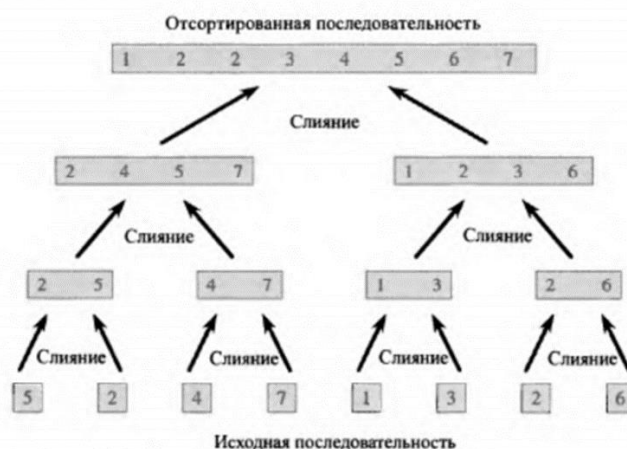 Отсортированная последовательность
1 2 2 3 4 5 6 7
Слияние
2 4 5 7
1 2 3 6
Слияние
Слияние
2 5
4 7
1 3
2 6
Слияние
Слияние
Слияние
Слияние
5
2
4
7
1
3
2
6
Исходная последовательность